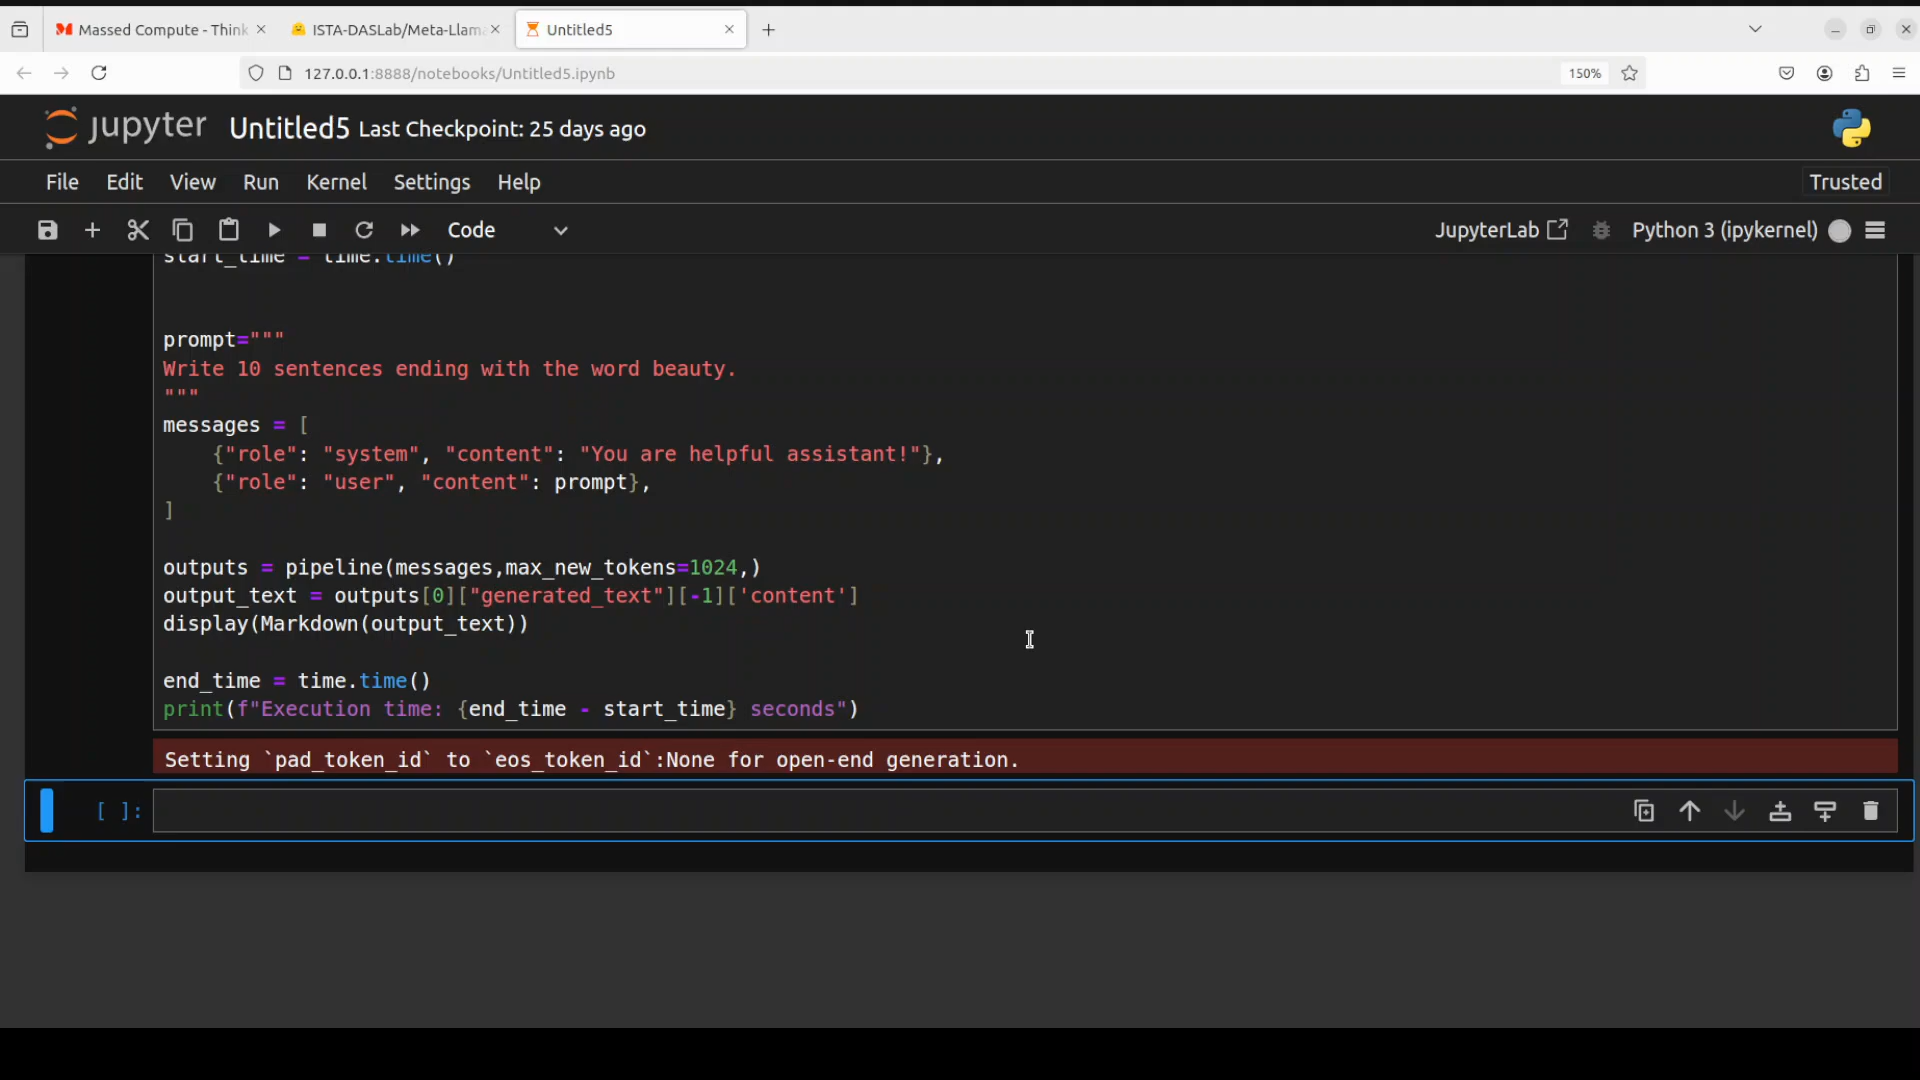 Massed Compute - Think
ISTA-DASLab/Meta-Llam
Untitled5
127.0.0.1:8888/notebooks/Untitled5.ipynb
150%
jupyter Untitled5 Last Checkpoint: 25 days ago
File Edit View Run Kernel Settings Help
Trusted
Code
JupyterLab
Python 3 (ipykernel)
start_time = time.time()
prompt="""
Write 10 sentences ending with the word beauty.
"""
messages = [
    {"role": "system", "content": "You are helpful assistant!"},
    {"role": "user", "content": prompt},
]
outputs = pipeline(messages,max_new_tokens=1024,)
output_text = outputs[0]["generated_text"][-1]['content']
display(Markdown(output_text))
end_time = time.time()
print(f"Execution time: {end_time - start_time} seconds")
Setting `pad_token_id` to `eos_token_id`:None for open-end generation.
[ ]: